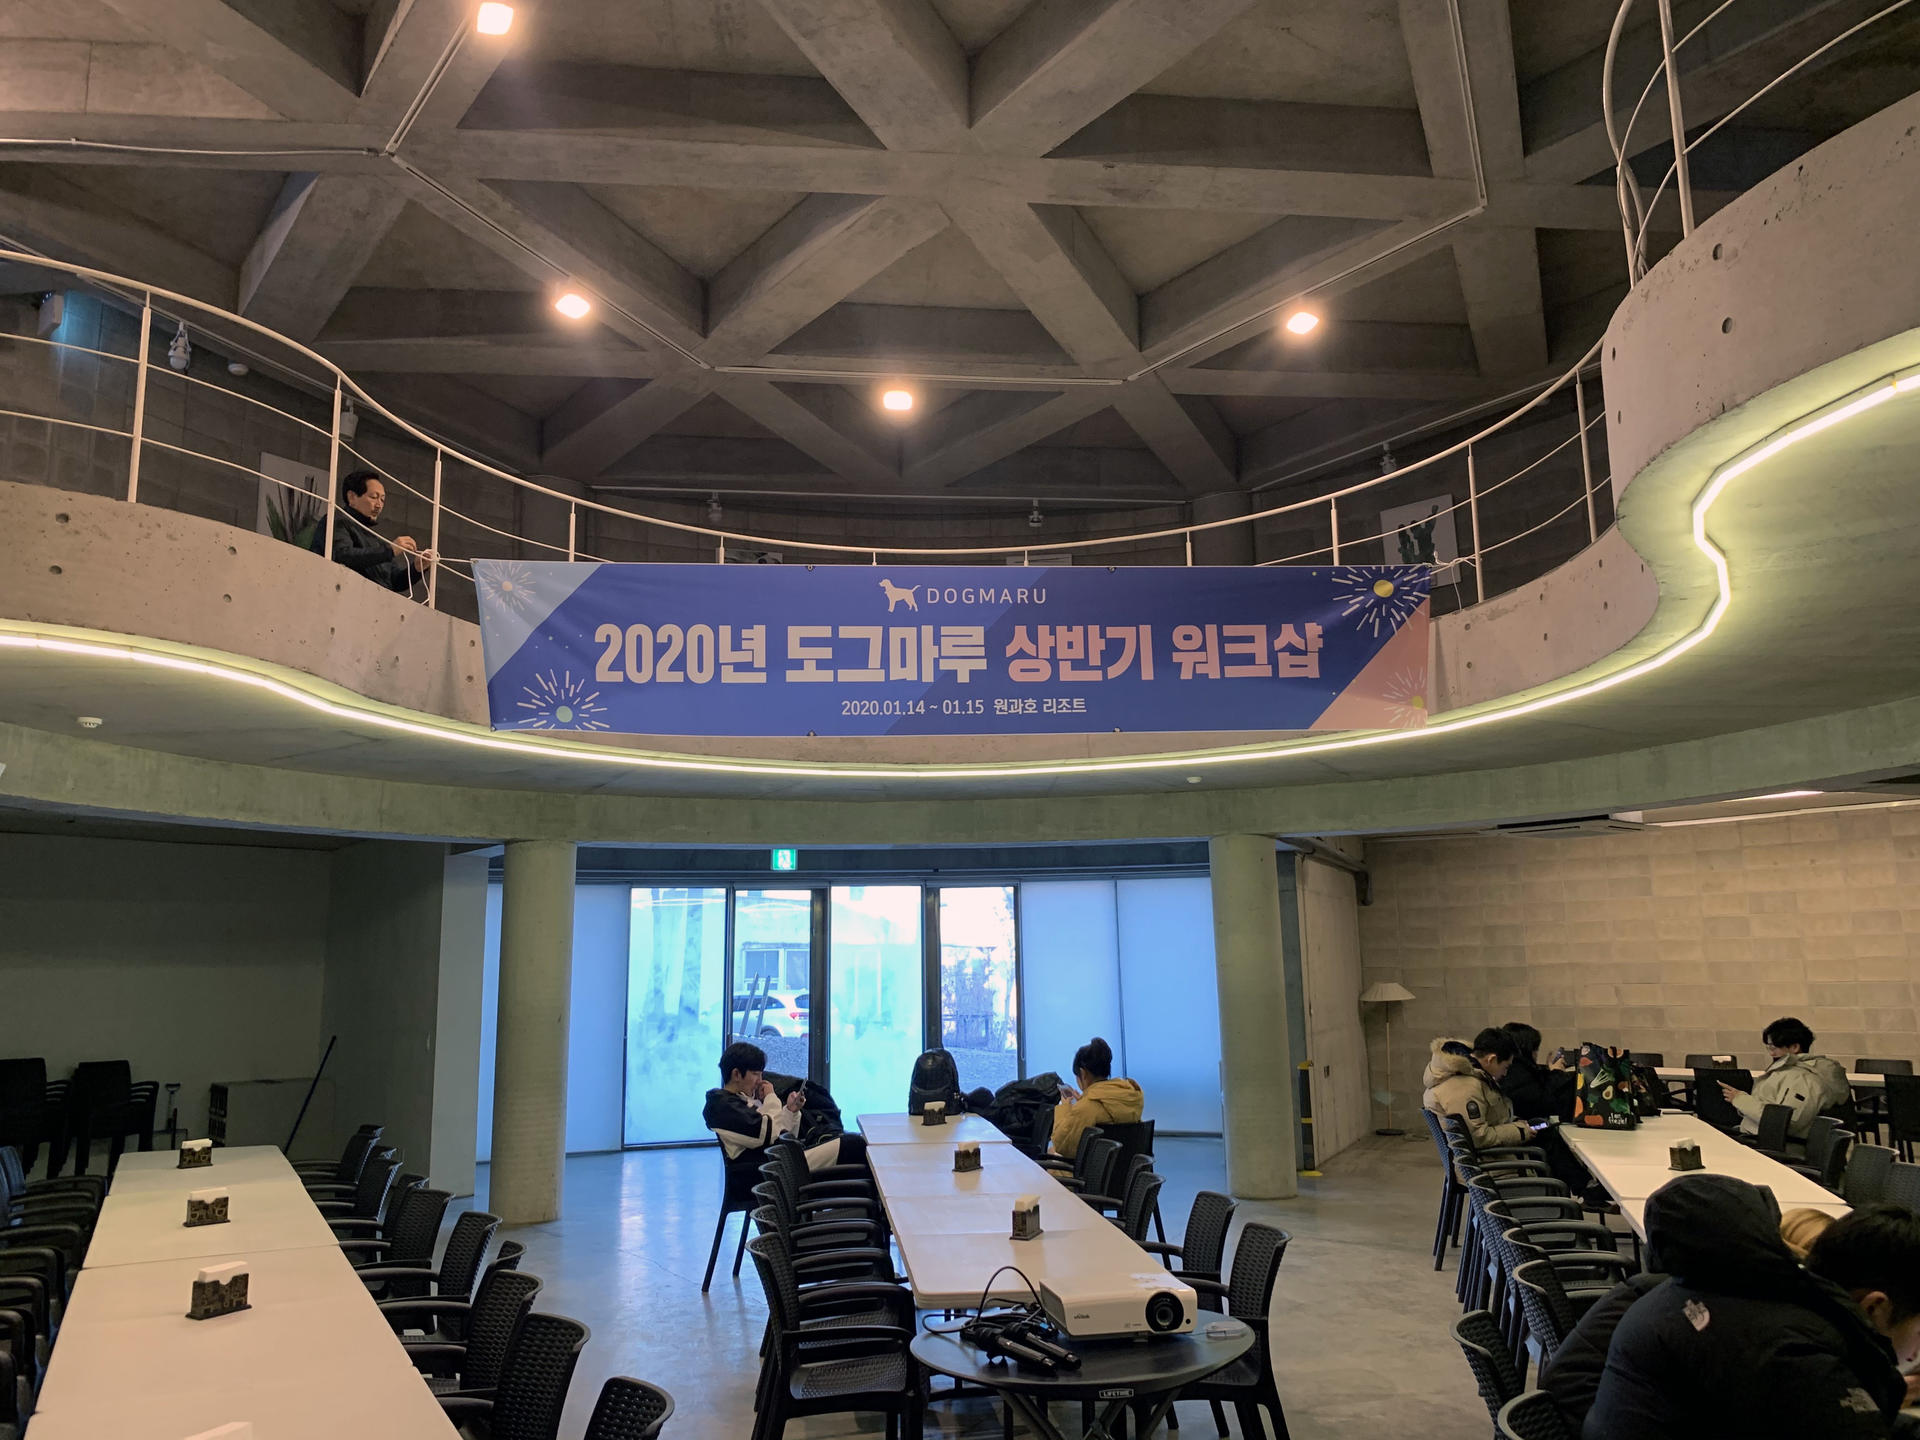 DOGMARU
2020년 도그마루 상반기 워크샵
2020.01.14 ~ 01.15 원과호 리조트
LIFETIME